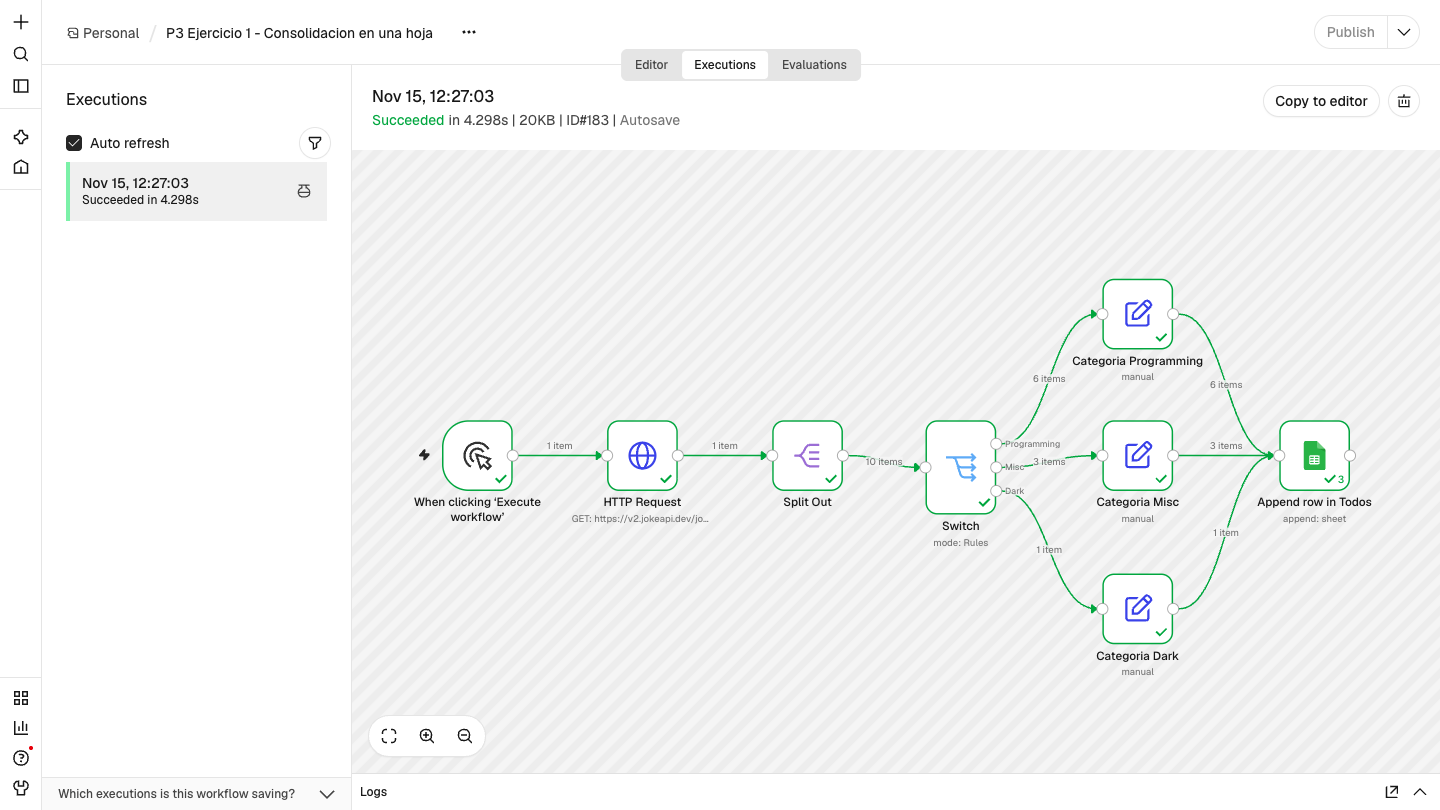 Personal / P3 Ejercicio 1 - Consolidacion en una hoja
Publish
Editor
Executions
Evaluations
Executions
Auto refresh
Nov 15, 12:27:03
Succeeded in 4.298s
Nov 15, 12:27:03
Succeeded in 4.298s | 20KB | ID#183 | Autosave
Copy to editor
When clicking ‘Execute
workflow’
1 item
HTTP Request
GET: https://v2.jokeapi.dev/jo...
1 item
Split Out
10 items
Switch
mode: Rules
Programming
Misc
Dark
6 items
3 items
1 item
Categoria Programming
manual
Categoria Misc
manual
Categoria Dark
manual
6 items
3 items
1 item
3
Append row in Todos
append: sheet
Which executions is this workflow saving?
Logs